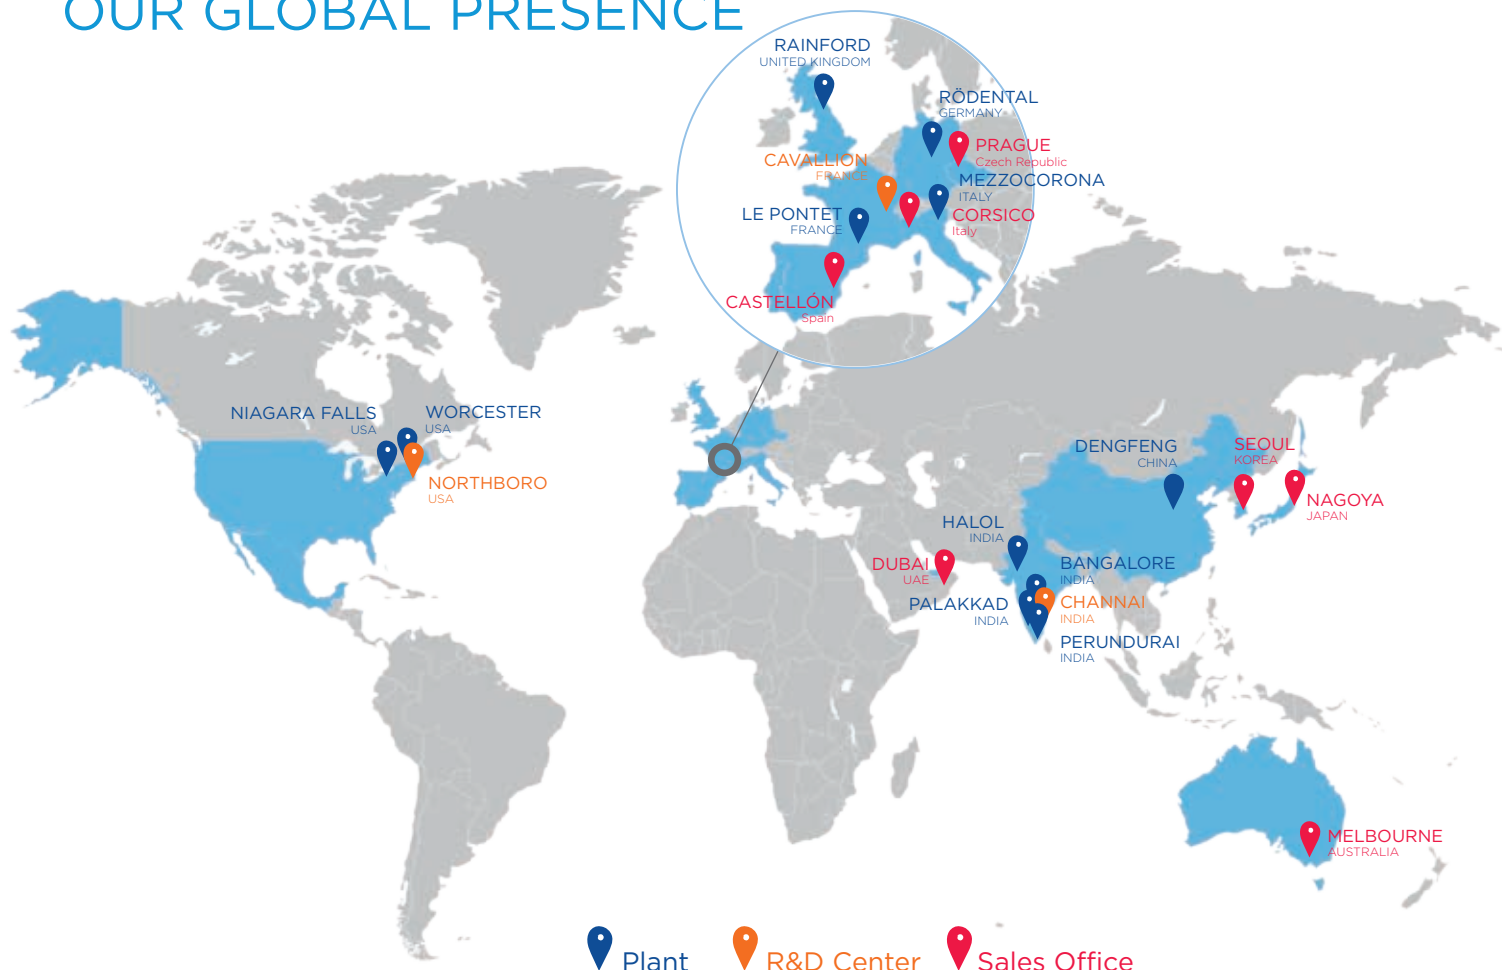 OUR GLOBAL PRESENCE
RAINFORD
UNITED KINGDOM
RÖDENTAL
GERMANY
PRAGUE
Czech Republic
CAVALLION
FRANCE
MEZZOCORONA
ITALY
LE PONTET
FRANCE
CORSICO
Italy
CASTELLÓN
Spain
NIAGARA FALLS
USA
WORCESTER
USA
NORTHBORO
USA
DENGFENG
CHINA
SEOUL
KOREA
NAGOYA
JAPAN
HALOL
INDIA
DUBAI
UAE
BANGALORE
INDIA
PALAKKAD
INDIA
CHANNAI
INDIA
PERUNDURAI
INDIA
MELBOURNE
AUSTRALIA
Plant
R&D Center
Sales Office